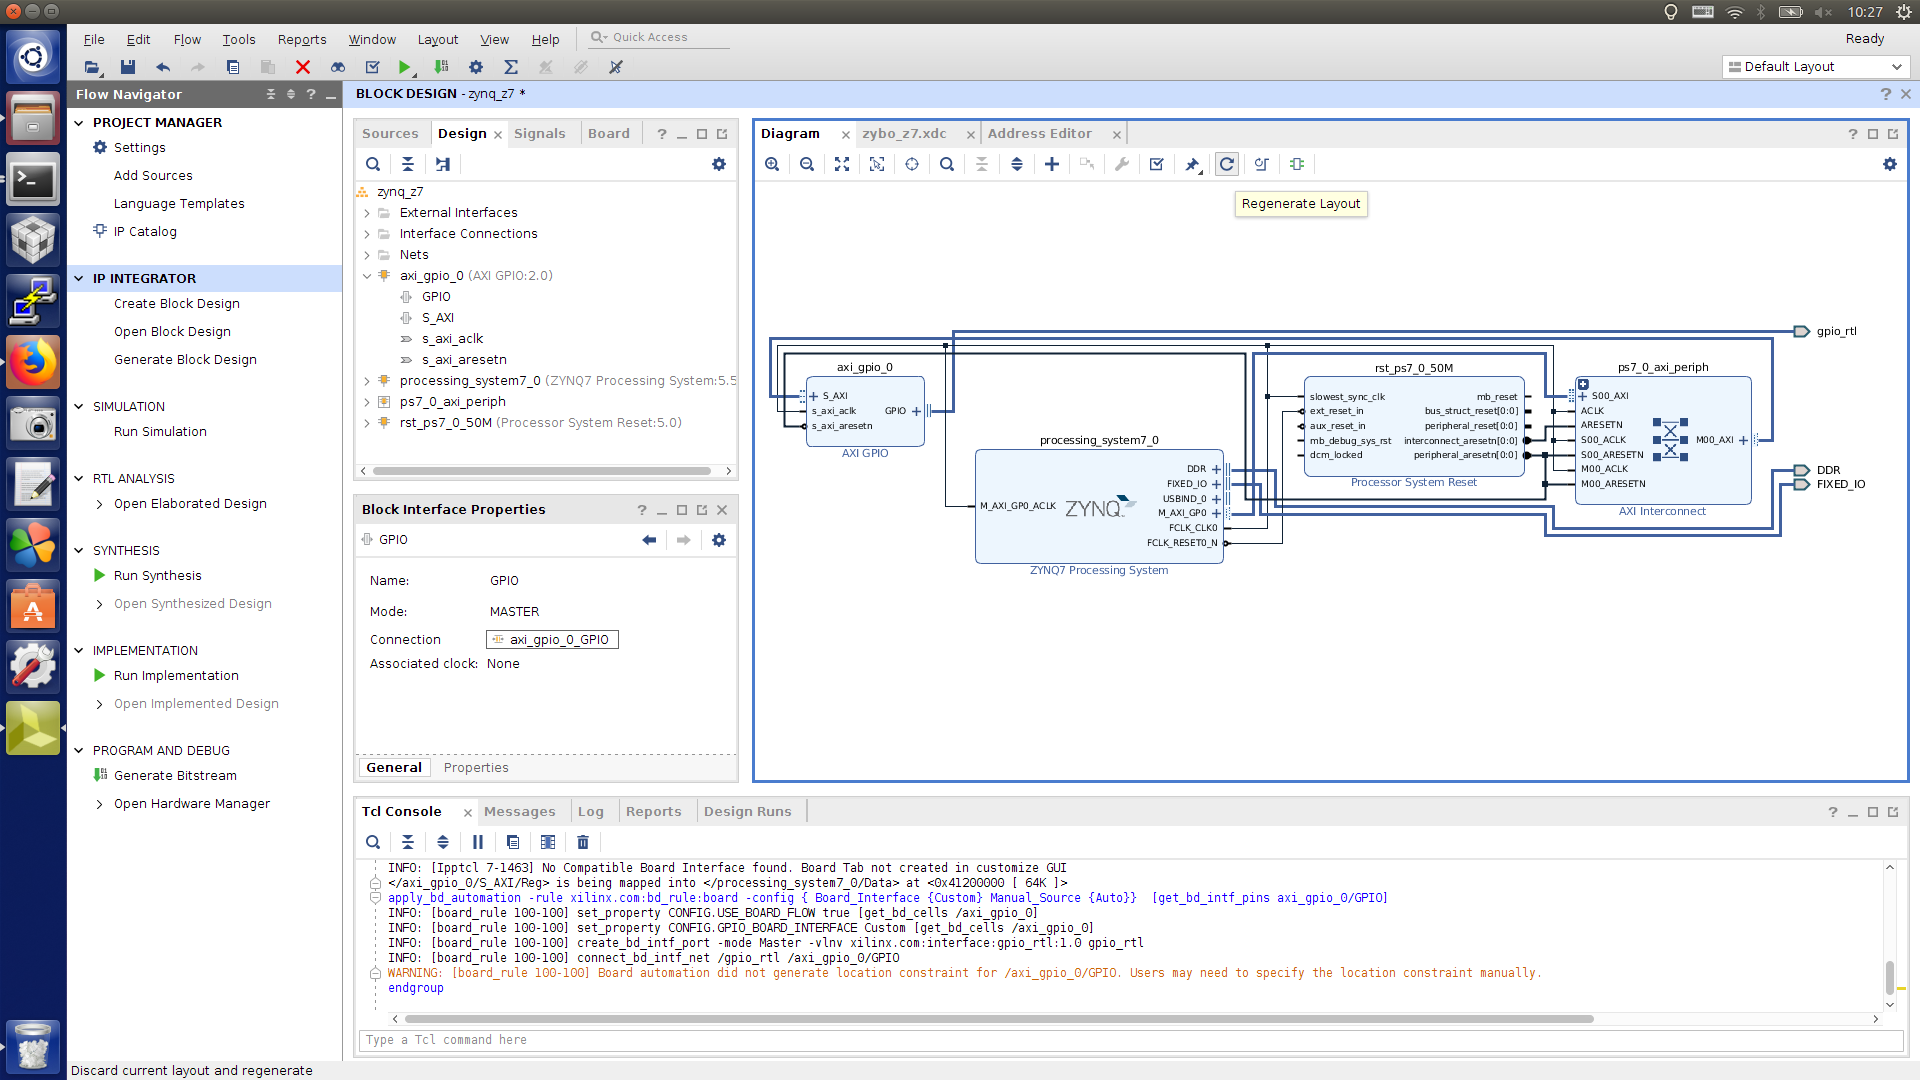 10:27
File Edit Flow Tools Reports Window Layout View Help Quick Access Ready
Default Layout
Flow Navigator
PROJECT MANAGER
Settings
Add Sources
Language Templates
IP Catalog
IP INTEGRATOR
Create Block Design
Open Block Design
Generate Block Design
SIMULATION
Run Simulation
RTL ANALYSIS
Open Elaborated Design
SYNTHESIS
Run Synthesis
Open Synthesized Design
IMPLEMENTATION
Run Implementation
Open Implemented Design
PROGRAM AND DEBUG
Generate Bitstream
Open Hardware Manager
BLOCK DESIGN - zynq_z7 *
Sources Design Signals Board
zynq_z7
External Interfaces
Interface Connections
Nets
axi_gpio_0 (AXI GPIO:2.0)
GPIO
S_AXI
s_axi_aclk
s_axi_aresetn
processing_system7_0 (ZYNQ7 Processing System:5.5
ps7_0_axi_periph
rst_ps7_0_50M (Processor System Reset:5.0)
Block Interface Properties
GPIO
Name: GPIO
Mode: MASTER
Connection axi_gpio_0_GPIO
Associated clock: None
General Properties
Diagram zybo_z7.xdc Address Editor
Regenerate Layout
gpio_rtl
axi_gpio_0
S_AXI
s_axi_aclk GPIO
s_axi_aresetn
AXI GPIO
processing_system7_0
DDR
FIXED_IO
USBIND_0
M_AXI_GP0_ACLK ZYNQ M_AXI_GP0
FCLK_CLK0
FCLK_RESET0_N
ZYNQ7 Processing System
rst_ps7_0_50M
slowest_sync_clk mb_reset
ext_reset_in bus_struct_reset[0:0]
aux_reset_in peripheral_reset[0:0]
mb_debug_sys_rst interconnect_aresetn[0:0]
dcm_locked peripheral_aresetn[0:0]
Processor System Reset
ps7_0_axi_periph
S00_AXI
ACLK
ARESETN
S00_ACLK M00_AXI
S00_ARESETN
M00_ACLK
M00_ARESETN
AXI Interconnect
DDR
FIXED_IO
Tcl Console Messages Log Reports Design Runs
INFO: [Ipptcl 7-1463] No Compatible Board Interface found. Board Tab not created in customize GUI
</axi_gpio_0/S_AXI/Reg> is being mapped into </processing_system7_0/Data> at <0x41200000 [ 64K ]>
apply_bd_automation -rule xilinx.com:bd_rule:board -config { Board_Interface {Custom} Manual_Source {Auto}}  [get_bd_intf_pins axi_gpio_0/GPIO]
INFO: [board_rule 100-100] set_property CONFIG.USE_BOARD_FLOW true [get_bd_cells /axi_gpio_0]
INFO: [board_rule 100-100] set_property CONFIG.GPIO_BOARD_INTERFACE Custom [get_bd_cells /axi_gpio_0]
INFO: [board_rule 100-100] create_bd_intf_port -mode Master -vlnv xilinx.com:interface:gpio_rtl:1.0 gpio_rtl
INFO: [board_rule 100-100] connect_bd_intf_net /gpio_rtl /axi_gpio_0/GPIO
WARNING: [board_rule 100-100] Board automation did not generate location constraint for /axi_gpio_0/GPIO. Users may need to specify the location constraint manually.
endgroup
Type a Tcl command here
Discard current layout and regenerate